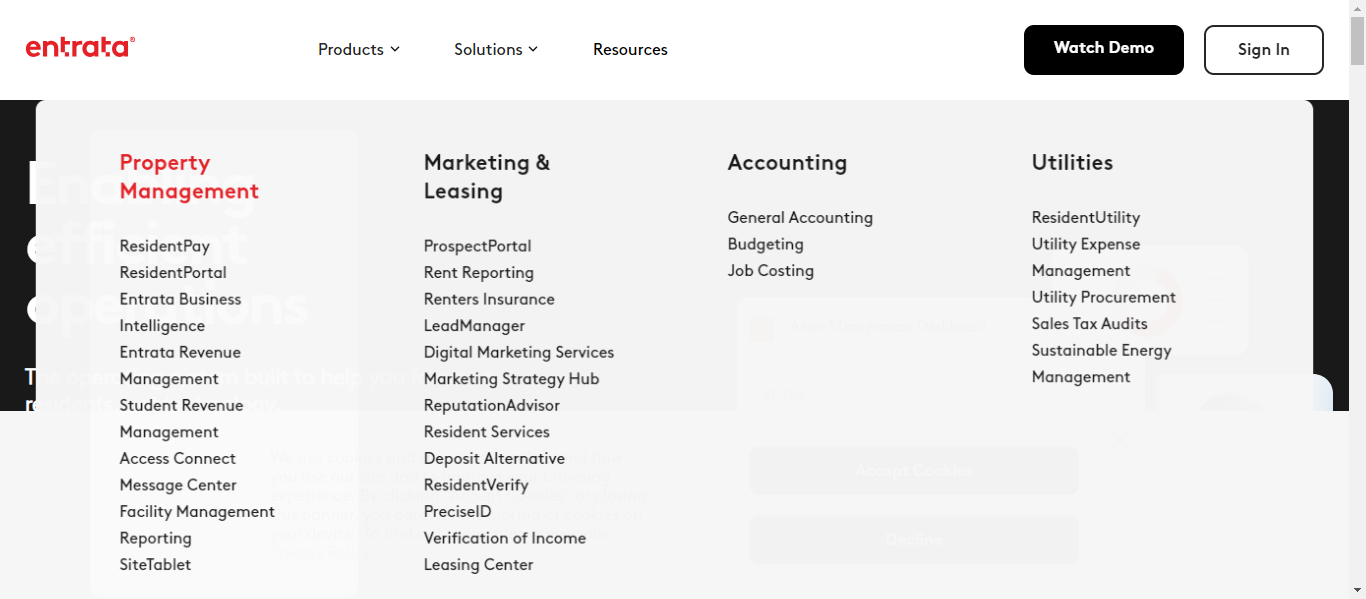 entrata®
Products
Solutions
Resources
Watch Demo
Sign In
Property
Management
ResidentPay
ResidentPortal
Entrata Business
Intelligence
Entrata Revenue
Management
Student Revenue
Management
Access Connect
Message Center
Facility Management
Reporting
SiteTablet
Marketing &
Leasing
ProspectPortal
Rent Reporting
Renters Insurance
LeadManager
Digital Marketing Services
Marketing Strategy Hub
ReputationAdvisor
Resident Services
Deposit Alternative
ResidentVerify
PreciseID
Verification of Income
Leasing Center
Accounting
General Accounting
Budgeting
Job Costing
Utilities
ResidentUtility
Utility Expense
Management
Utility Procurement
Sales Tax Audits
Sustainable Energy
Management
Enabling
efficient
operations
Accept Cookies
Decline